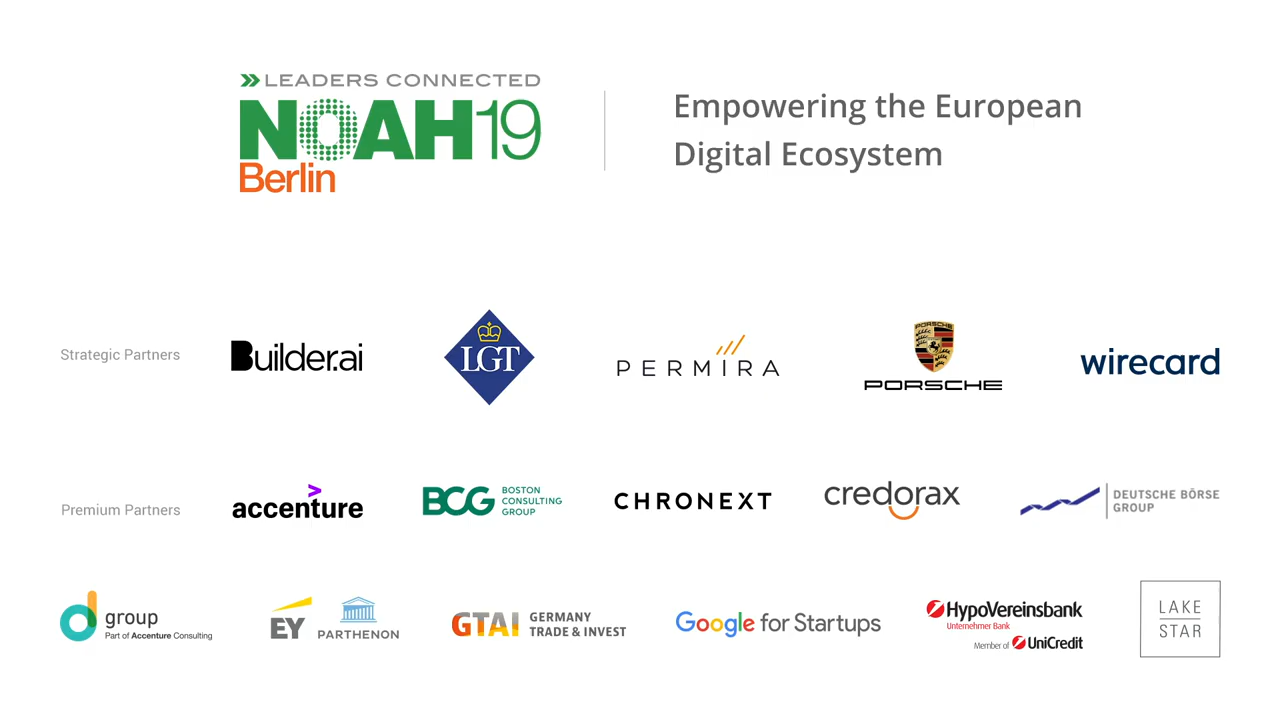 LEADERS CONNECTED
NOAH19
Berlin
Empowering the European
Digital Ecosystem
Strategic Partners
Builder.ai
LGT
PERMIRA
PORSCHE
PORSCHE
wirecard
Premium Partners
accenture
BCG
BOSTON
CONSULTING
GROUP
CHRONEXT
credorax
DEUTSCHE BÖRSE
GROUP
d
group
Part of Accenture Consulting
EY
PARTHENON
GTAI
GERMANY
TRADE & INVEST
Google for Startups
HypoVereinsbank
Unternehmer Bank
Member of UniCredit
LAKE
STAR